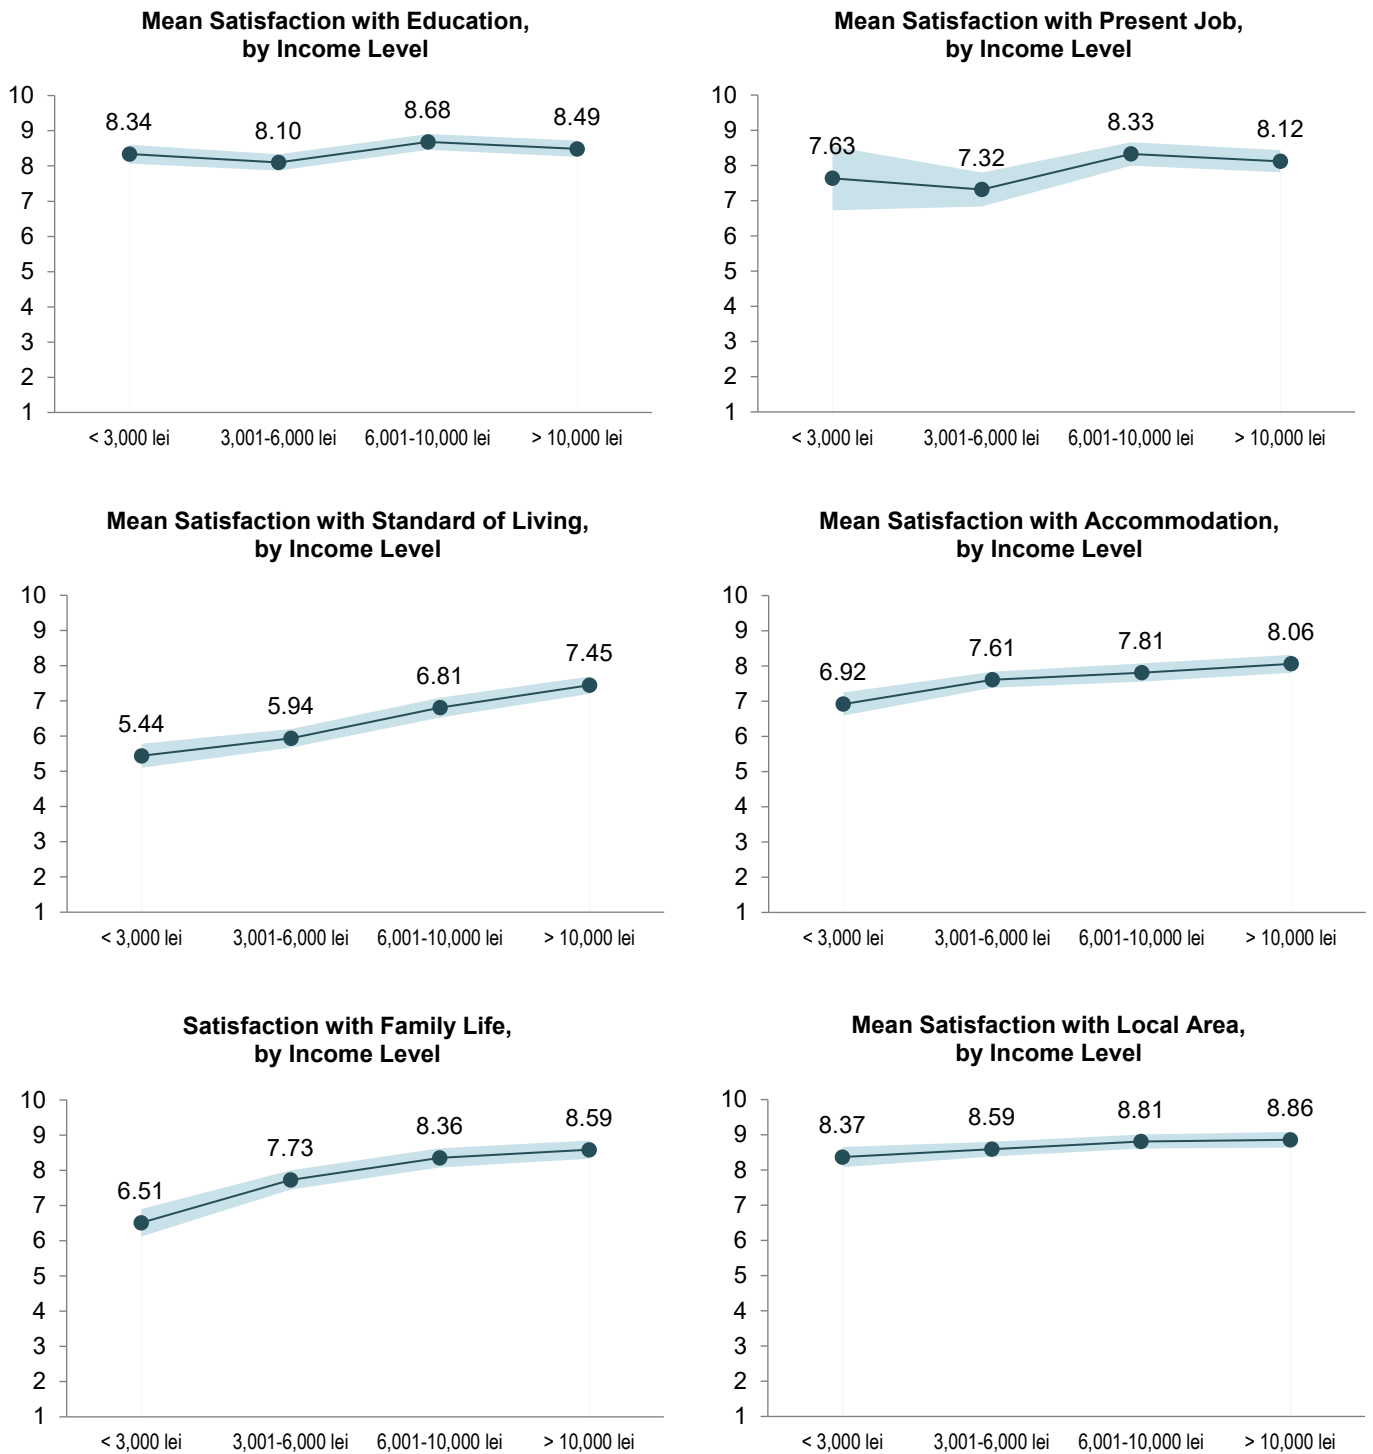 Mean Satisfaction with Education,
by Income Level
10
9
8
7
6
5
4
3
2
1
8.34
8.10
8.68
8.49
< 3,000 lei
3,001-6,000 lei
6,001-10,000 lei
> 10,000 lei
Mean Satisfaction with Present Job,
by Income Level
10
9
8
7
6
5
4
3
2
1
7.63
7.32
8.33
8.12
< 3,000 lei
3,001-6,000 lei
6,001-10,000 lei
> 10,000 lei
Mean Satisfaction with Standard of Living,
by Income Level
10
9
8
7
6
5
4
3
2
1
5.44
5.94
6.81
7.45
< 3,000 lei
3,001-6,000 lei
6,001-10,000 lei
> 10,000 lei
Mean Satisfaction with Accommodation,
by Income Level
10
9
8
7
6
5
4
3
2
1
6.92
7.61
7.81
8.06
< 3,000 lei
3,001-6,000 lei
6,001-10,000 lei
> 10,000 lei
Satisfaction with Family Life,
by Income Level
10
9
8
7
6
5
4
3
2
1
6.51
7.73
8.36
8.59
< 3,000 lei
3,001-6,000 lei
6,001-10,000 lei
> 10,000 lei
Mean Satisfaction with Local Area,
by Income Level
10
9
8
7
6
5
4
3
2
1
8.37
8.59
8.81
8.86
< 3,000 lei
3,001-6,000 lei
6,001-10,000 lei
> 10,000 lei